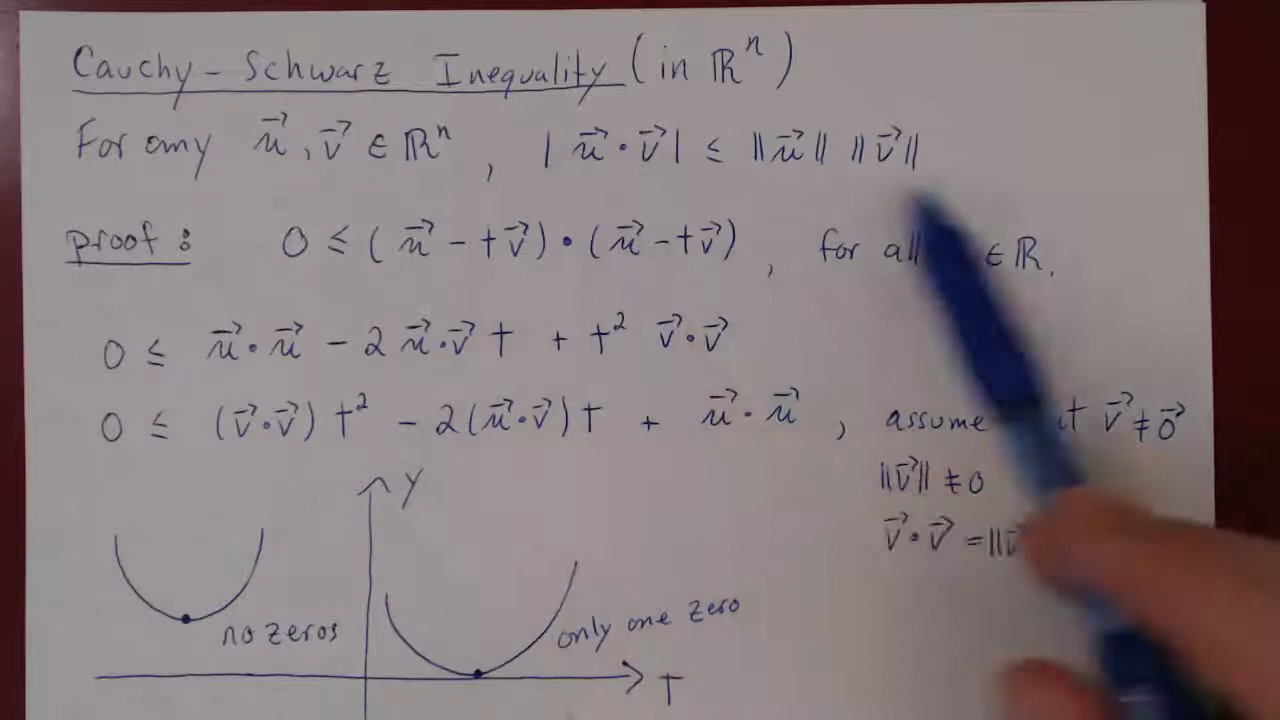 Cauchy-Schwarz Inequality (in ℝⁿ)
For any u⃗, v⃗ ∈ ℝⁿ, |u⃗·v⃗| ≤ ‖u⃗‖ ‖v⃗‖
proof: 0 ≤ (u⃗ - tv⃗)·(u⃗ - tv⃗), for all ∈ ℝ.
0 ≤ u⃗·u⃗ - 2u⃗·v⃗ t + t² v⃗·v⃗
0 ≤ (v⃗·v⃗)t² - 2(u⃗·v⃗)t + u⃗·u⃗, assume v⃗ ≠ 0⃗
‖v⃗‖ ≠ 0
v⃗·v⃗ = ‖v⃗
y
no zeros
only one zero
T